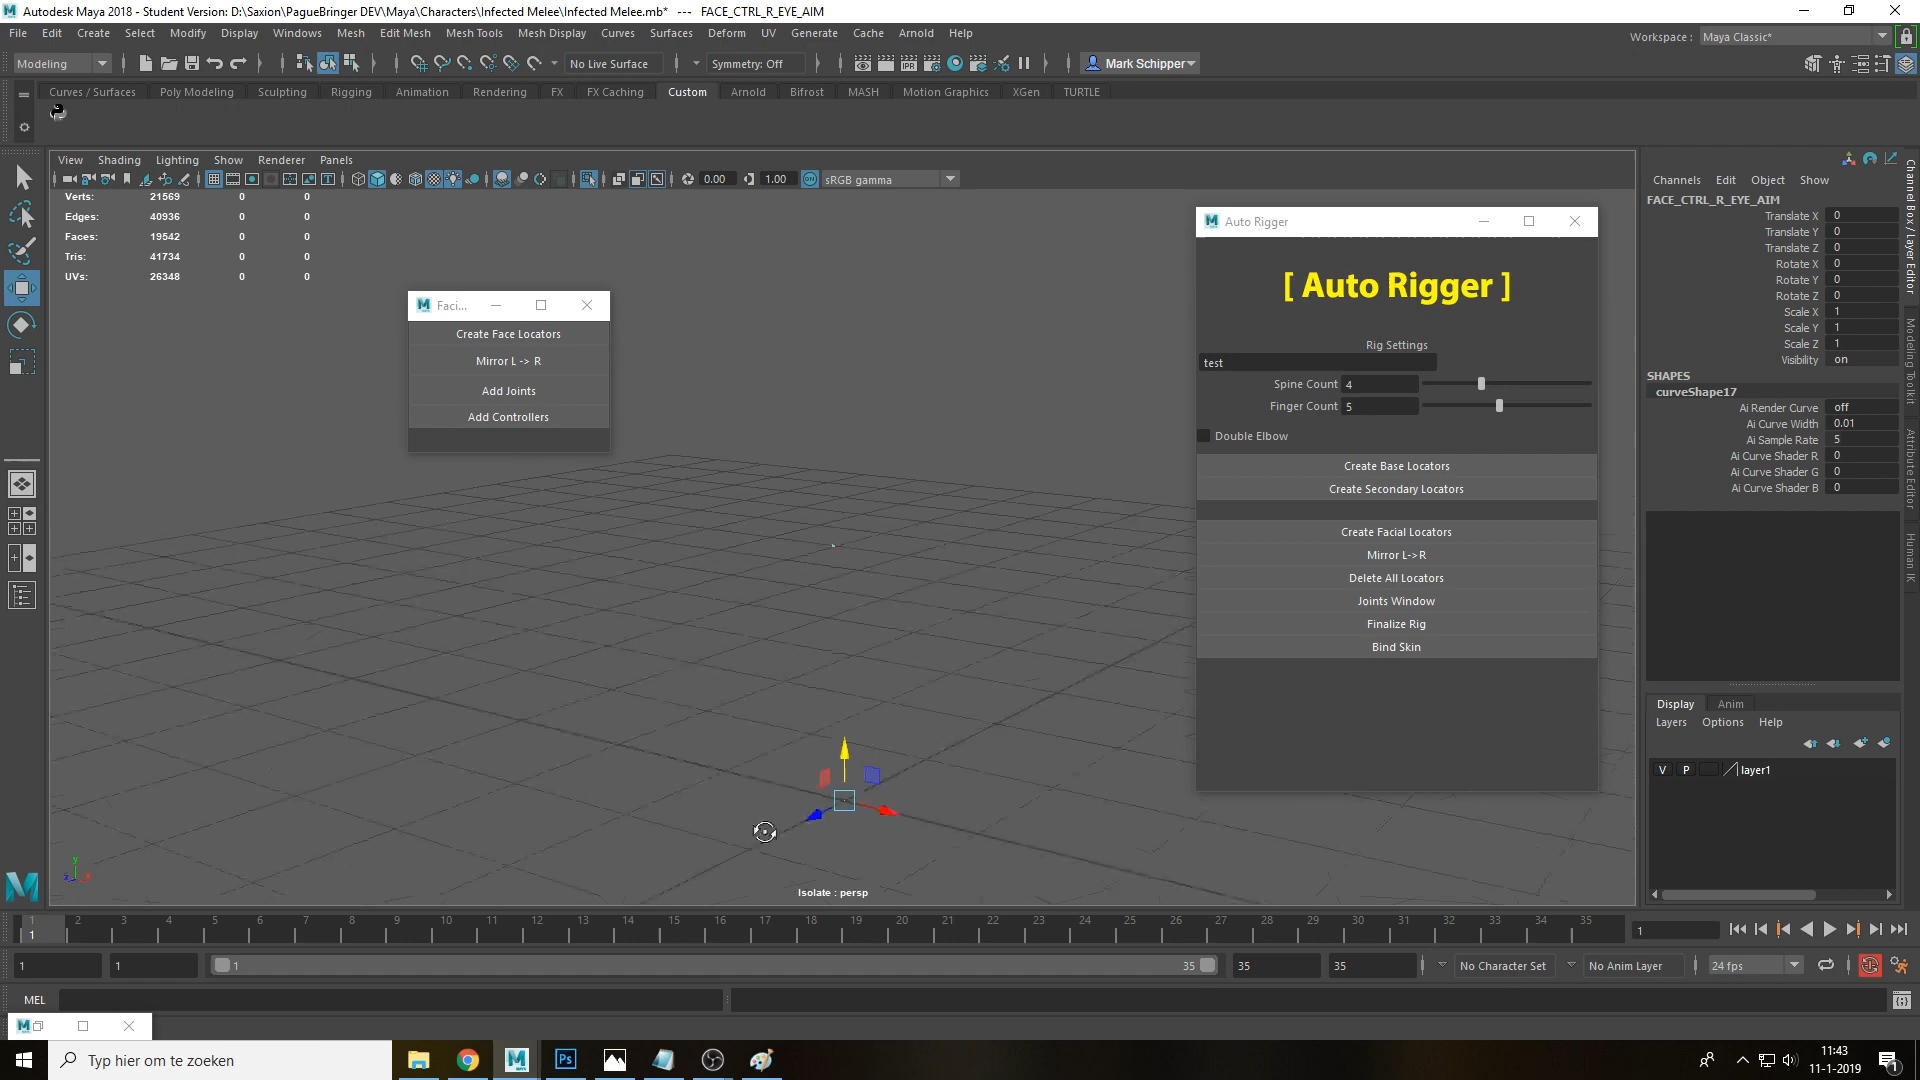 Autodesk Maya 2018 - Student Version: D:\Saxion\PagueBringer DEV\Maya\Characters\Infected Melee\Infected Melee.mb* --- FACE_CTRL_R_EYE_AIM
File Edit Create Select Modify Display Windows Mesh Edit Mesh Mesh Tools Mesh Display Curves Surfaces Deform UV Generate Cache Arnold Help
Workspace : Maya Classic*
Modeling No Live Surface Symmetry: Off Mark Schipper
Curves / Surfaces Poly Modeling Sculpting Rigging Animation Rendering FX FX Caching Custom Arnold Bifrost MASH Motion Graphics XGen TURTLE
View Shading Lighting Show Renderer Panels
0.00 1.00 sRGB gamma
Verts: 21569 0 0
Edges: 40936 0 0
Faces: 19542 0 0
Tris: 41734 0 0
UVs: 26348 0 0
Faci...
Create Face Locators
Mirror L -> R
Add Joints
Add Controllers
Auto Rigger
[ Auto Rigger ]
Rig Settings
test
Spine Count 4
Finger Count 5
Double Elbow
Create Base Locators
Create Secondary Locators
Create Facial Locators
Mirror L->R
Delete All Locators
Joints Window
Finalize Rig
Bind Skin
Isolate : persp
y
z x
Channels Edit Object Show
FACE_CTRL_R_EYE_AIM
Translate X 0
Translate Y 0
Translate Z 0
Rotate X 0
Rotate Y 0
Rotate Z 0
Scale X 1
Scale Y 1
Scale Z 1
Visibility on
SHAPES
curveShape17
Ai Render Curve off
Ai Curve Width 0.01
Ai Sample Rate 5
Ai Curve Shader R 0
Ai Curve Shader G 0
Ai Curve Shader B 0
Channel Box / Layer Editor
Modeling Toolkit
Attribute Editor
Human IK
Display Anim
Layers Options Help
V P layer1
1 2 3 4 5 6 7 8 9 10 11 12 13 14 15 16 17 18 19 20 21 22 23 24 25 26 27 28 29 30 31 32 33 34 35
1 1
1 1 1 35 35 35 No Character Set No Anim Layer 24 fps
MEL
Typ hier om te zoeken
Ps
11:43
11-1-2019
1